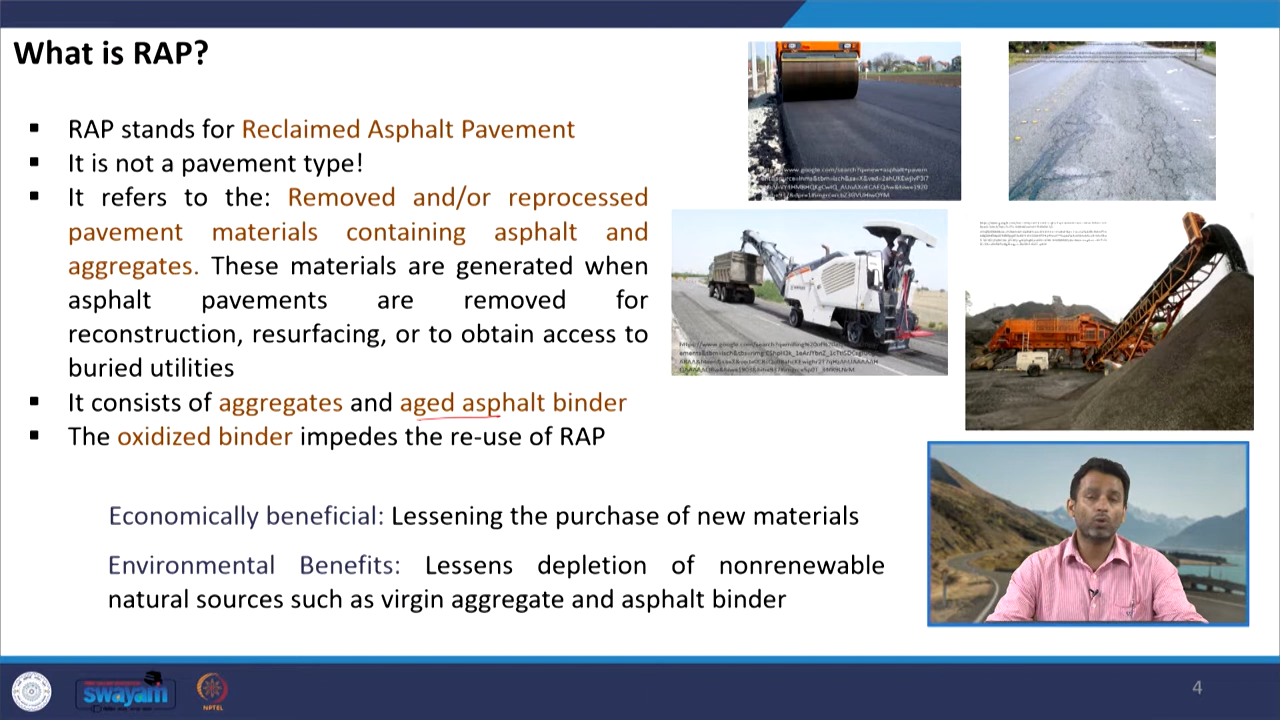 What is RAP?
▪ RAP stands for Reclaimed Asphalt Pavement
▪ It is not a pavement type!
▪ It refers to the: Removed and/or reprocessed
pavement materials containing asphalt and
aggregates. These materials are generated when
asphalt pavements are removed for
reconstruction, resurfacing, or to obtain access to
buried utilities
▪ It consists of aggregates and aged asphalt binder
▪ The oxidized binder impedes the re-use of RAP
Economically beneficial: Lessening the purchase of new materials
Environmental Benefits: Lessens depletion of nonrenewable
natural sources such as virgin aggregate and asphalt binder
swayam
NPTEL
4